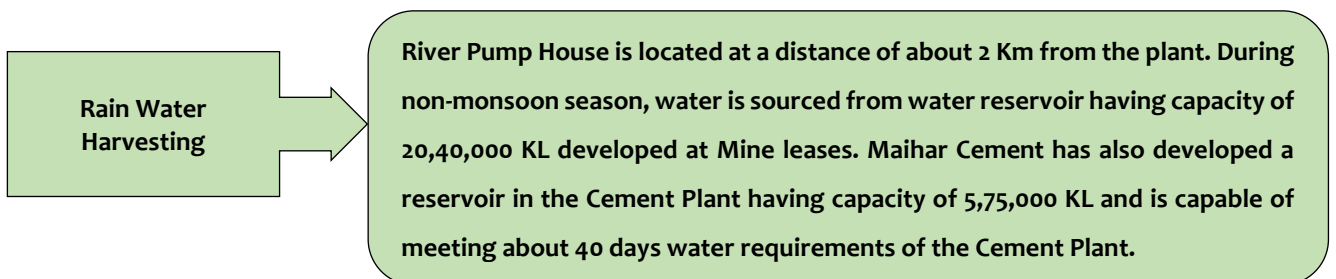 Rain Water
Harvesting
River Pump House is located at a distance of about 2 Km from the plant. During
non-monsoon season, water is sourced from water reservoir having capacity of
20,40,000 KL developed at Mine leases. Maihar Cement has also developed a
reservoir in the Cement Plant having capacity of 5,75,000 KL and is capable of
meeting about 40 days water requirements of the Cement Plant.